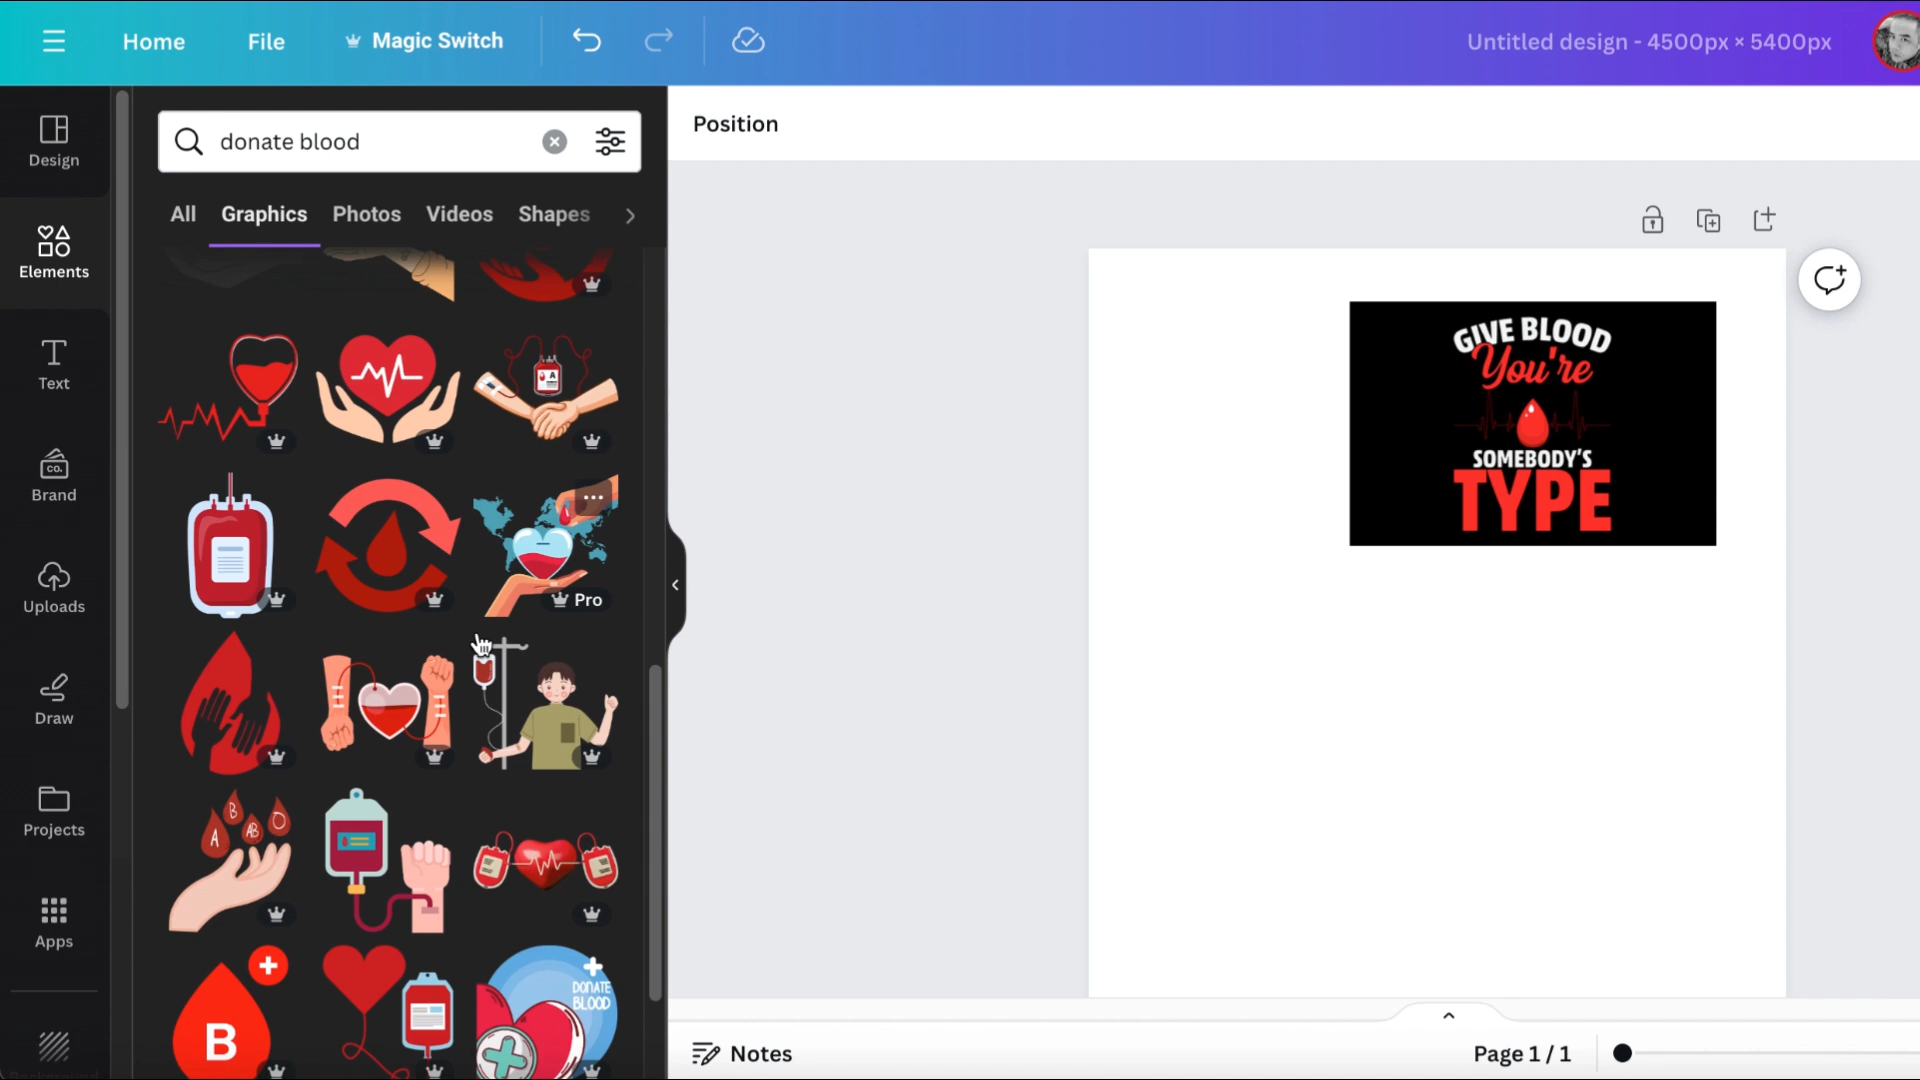 Home File Magic Switch Untitled design - 4500px × 5400px
Design
Elements
Text
CO.
Brand
Uploads
Draw
Projects
Apps
donate blood
All Graphics Photos Videos Shapes
A
Pro
A B AB O
B
DONATE
BLOOD
Position
GIVE BLOOD
You're
SOMEBODY'S
TYPE
Notes
Page 1 / 1